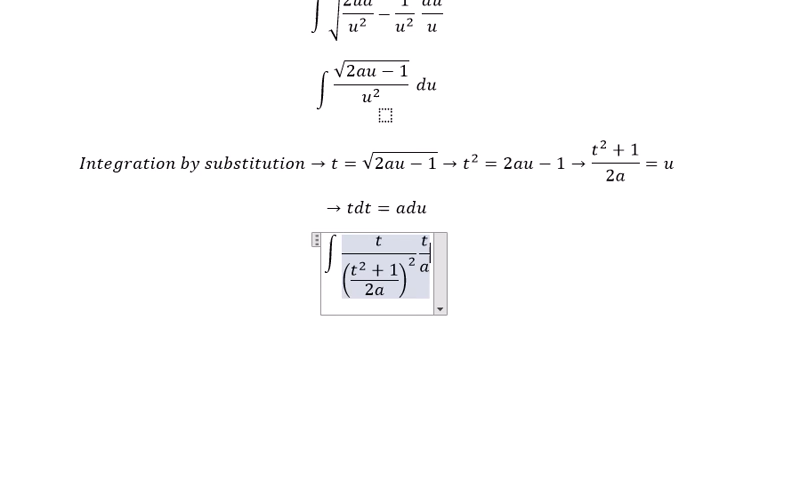 ∫ √(2au/u² − 1/u²) du/u
∫ √(2au − 1)/u² du
Integration by substitution → t = √(2au − 1) → t² = 2au − 1 → (t² + 1)/2a = u
→ tdt = adu
∫ t/((t² + 1)/2a)² t/a